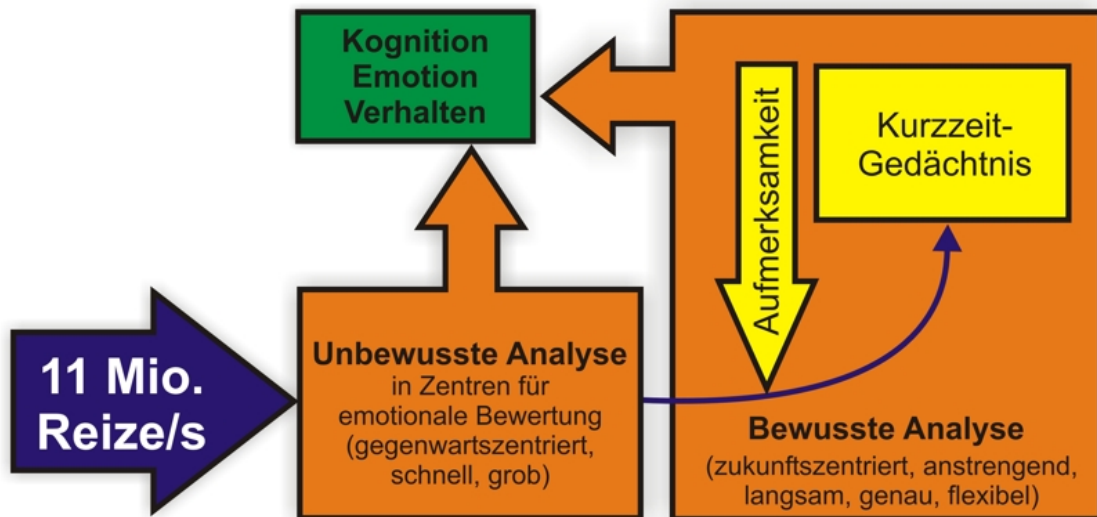 Kognition
Emotion
Verhalten
11 Mio.
Reize/s
Unbewusste Analyse
in Zentren für
emotionale Bewertung
(gegenwartszentriert,
schnell, grob)
Aufmerksamkeit
Kurzzeit-
Gedächtnis
Bewusste Analyse
(zukunftszentriert, anstrengend,
langsam, genau, flexibel)